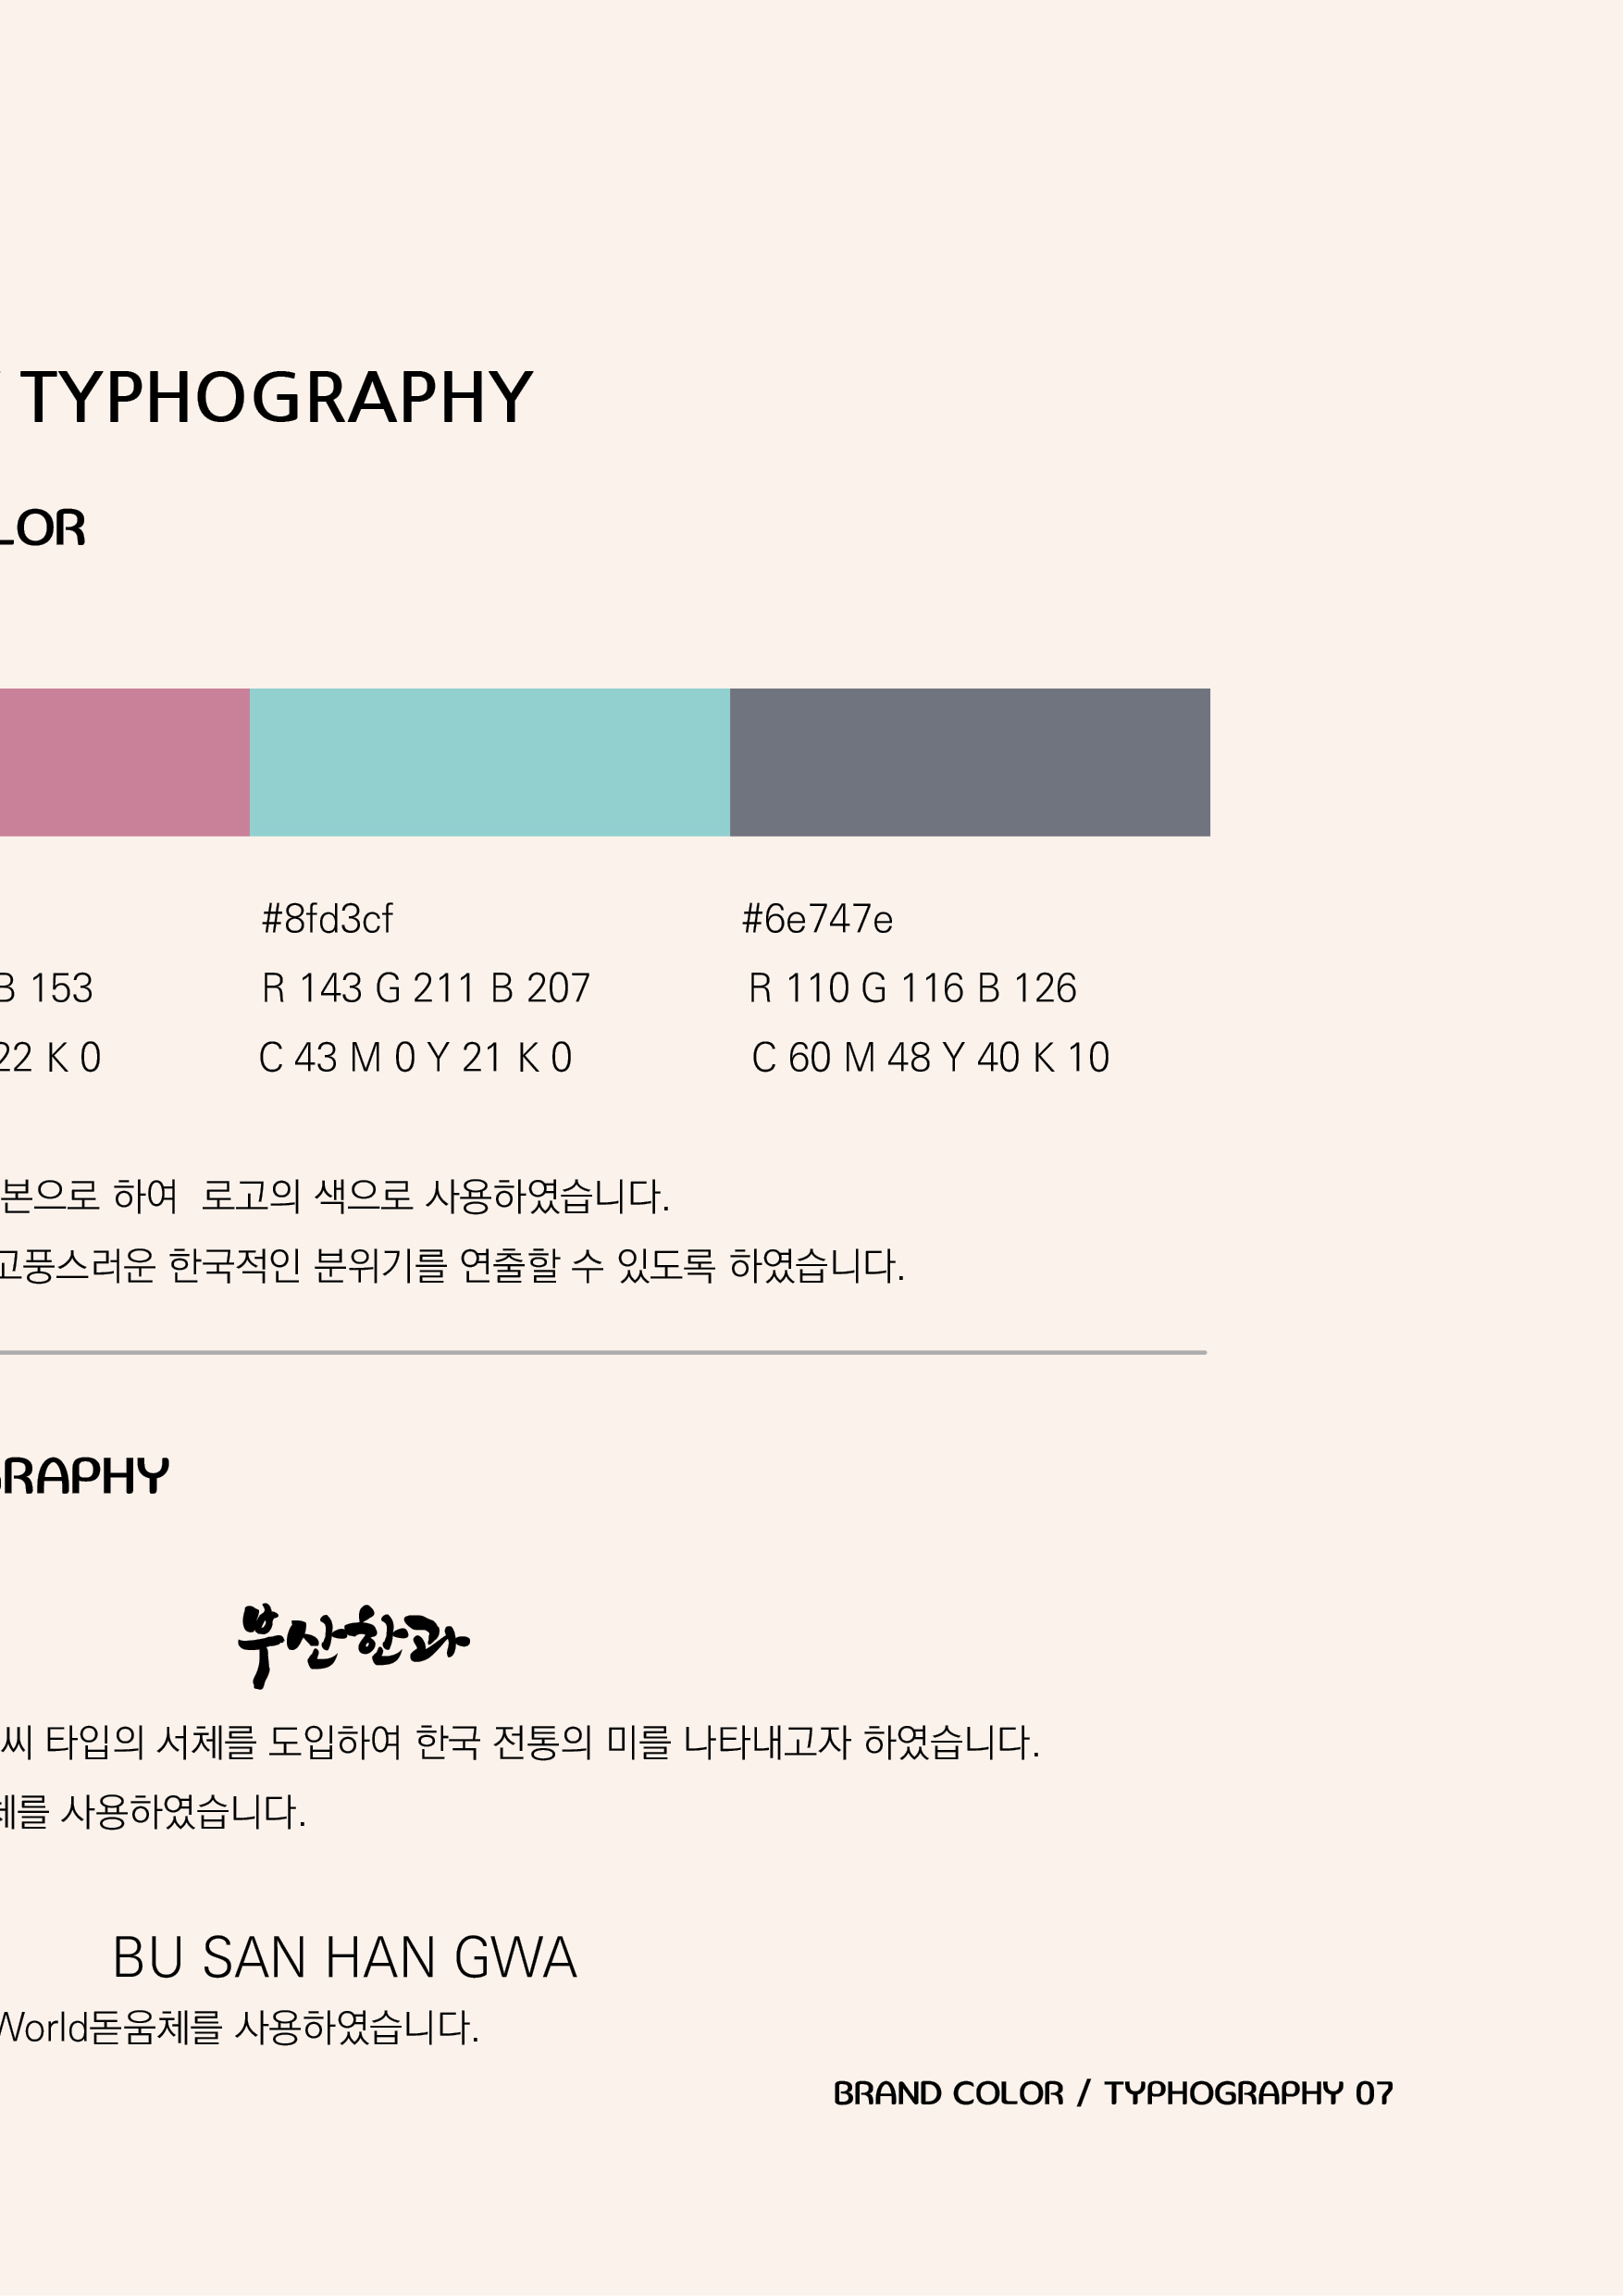 TYPHOGRAPHY
LOR
#8fd3cf #6e747e
B 153 R 143 G 211 B 207 R 110 G 116 B 126
22 K 0 C 43 M 0 Y 21 K 0 C 60 M 48 Y 40 K 10
본으로 하여 로고의 색으로 사용하였습니다.
고풍스러운 한국적인 분위기를 연출할 수 있도록 하였습니다.
GRAPHY
부산한과
씨 타입의 서체를 도입하여 한국 전통의 미를 나타내고자 하였습니다.
체를 사용하였습니다.
BU SAN HAN GWA
World돋움체를 사용하였습니다.
BRAND COLOR / TYPHOGRAPHY 07